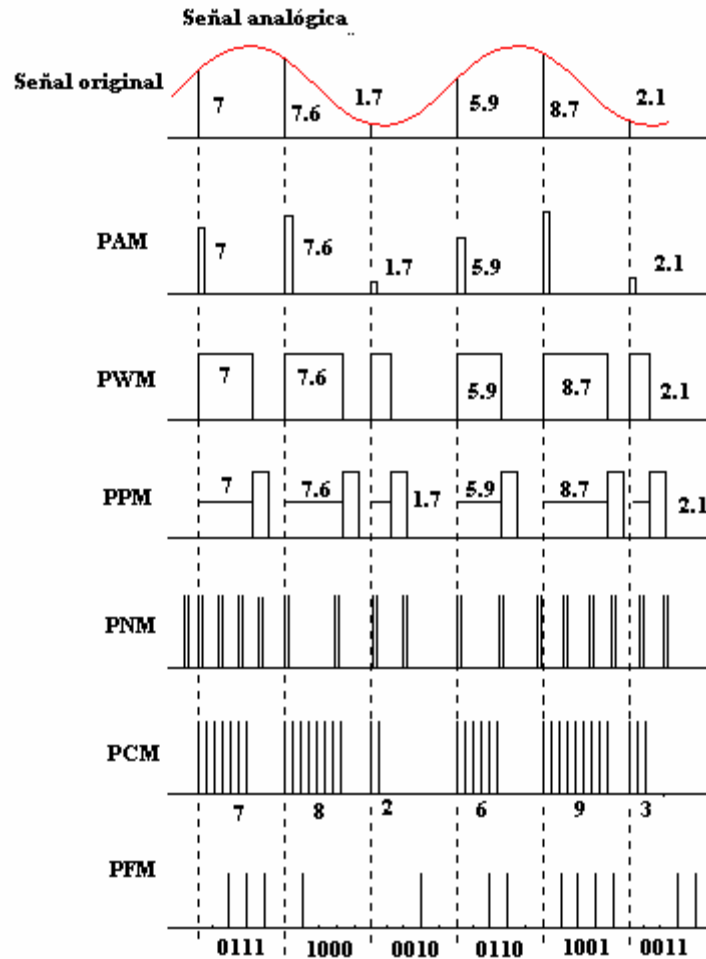 Señal analógica
Señal original
7 7.6 1.7 5.9 8.7 2.1
PAM 7 7.6 1.7 5.9 2.1
PWM 7 7.6 5.9 8.7 2.1
PPM 7 7.6 1.7 5.9 8.7 2.1
PNM
PCM
7 8 2 6 9 3
PFM
0111 1000 0010 0110 1001 0011